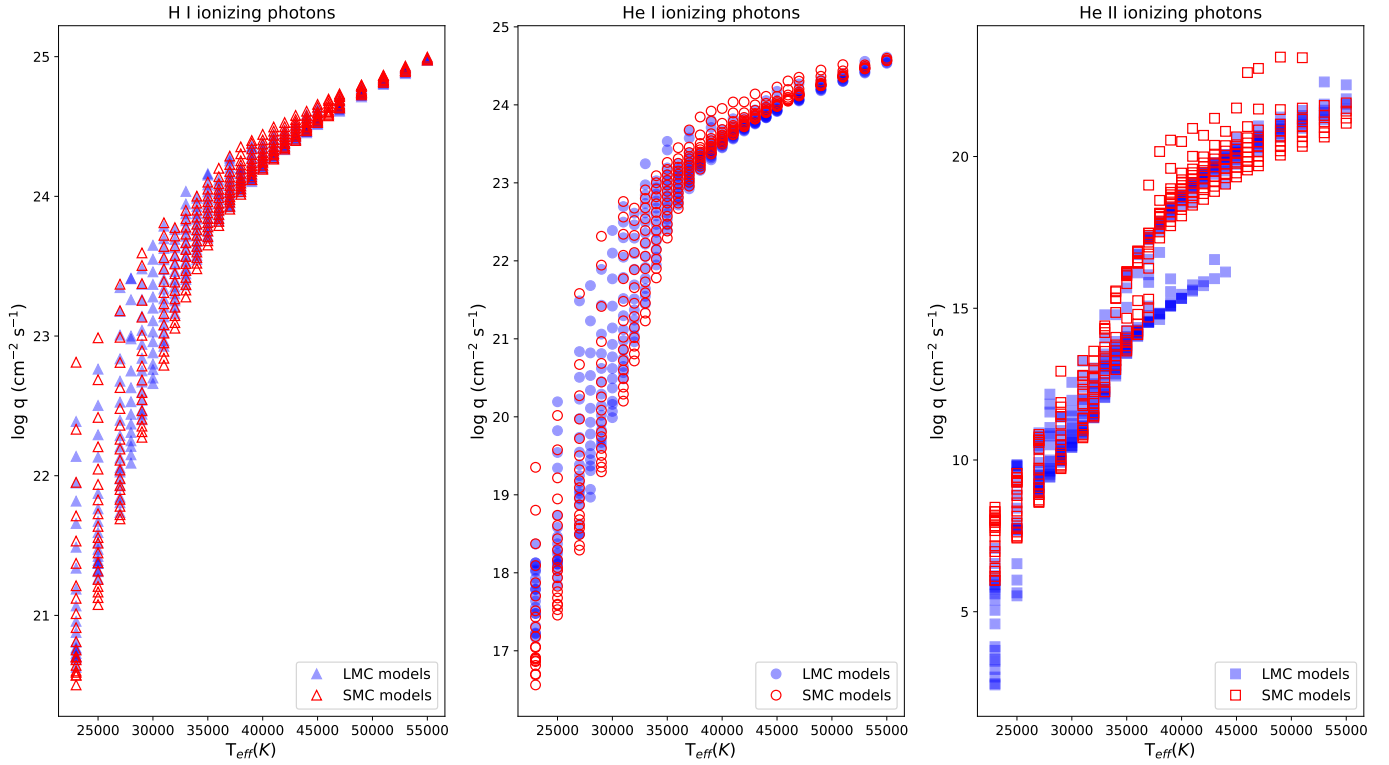 H I ionizing photons
log q (cm⁻² s⁻¹)
25
24
23
22
21
25000 30000 35000 40000 45000 50000 55000
T_eff(K)
LMC models
SMC models
He I ionizing photons
log q (cm⁻² s⁻¹)
25
24
23
22
21
20
19
18
17
25000 30000 35000 40000 45000 50000 55000
T_eff(K)
LMC models
SMC models
He II ionizing photons
log q (cm⁻² s⁻¹)
20
15
10
5
25000 30000 35000 40000 45000 50000 55000
T_eff(K)
LMC models
SMC models